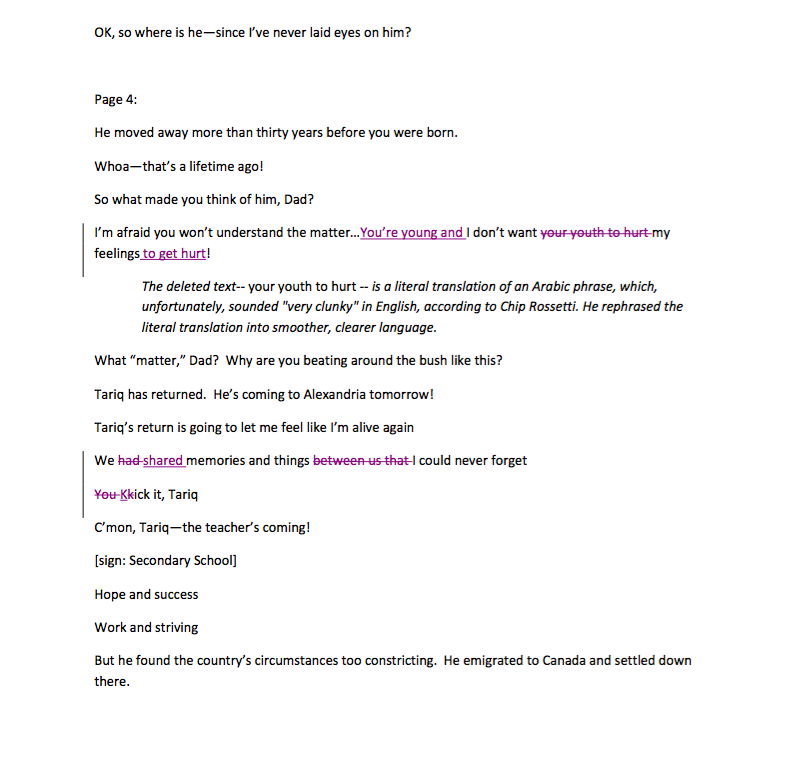 OK, so where is he—since I've never laid eyes on him?
Page 4:
He moved away more than thirty years before you were born.
Whoa—that's a lifetime ago!
So what made you think of him, Dad?
I'm afraid you won't understand the matter…You're young and I don't want your youth to hurt my
feelings to get hurt!
The deleted text-- your youth to hurt -- is a literal translation of an Arabic phrase, which,
unfortunately, sounded "very clunky" in English, according to Chip Rossetti. He rephrased the
literal translation into smoother, clearer language.
What “matter,” Dad?  Why are you beating around the bush like this?
Tariq has returned.  He's coming to Alexandria tomorrow!
Tariq's return is going to let me feel like I'm alive again
We had shared memories and things between us that I could never forget
You Kkick it, Tariq
C'mon, Tariq—the teacher's coming!
[sign: Secondary School]
Hope and success
Work and striving
But he found the country's circumstances too constricting.  He emigrated to Canada and settled down
there.